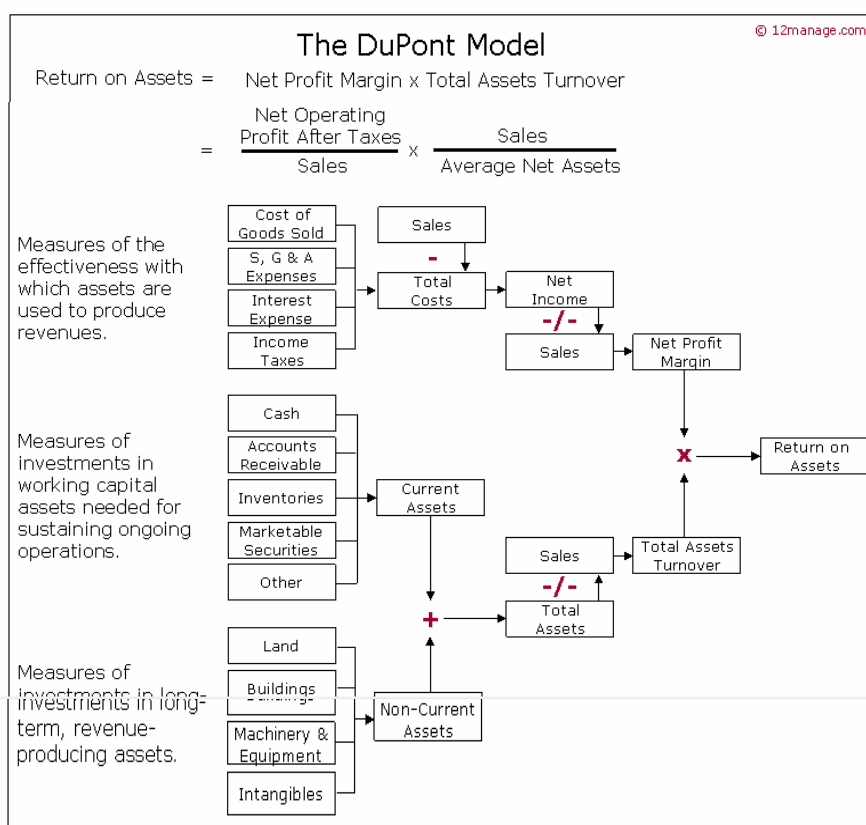 © 12manage.com
The DuPont Model
Return on Assets = Net Profit Margin x Total Assets Turnover
Net Operating
Profit After Taxes
Sales
= x
Sales
Average Net Assets
Measures of the
effectiveness with
which assets are
used to produce
revenues.
Cost of
Goods Sold
S, G & A
Expenses
Interest
Expense
Income
Taxes
Sales
-
Total
Costs
Net
Income
-/-
Sales
Net Profit
Margin
Measures of
investments in
working capital
assets needed for
sustaining ongoing
operations.
Cash
Accounts
Receivable
Inventories
Marketable
Securities
Other
Current
Assets
x
Return on
Assets
Sales
-/-
Total
Assets
Total Assets
Turnover
+
Measures of
investments in long-
term, revenue-
producing assets.
Land
Buildings
Machinery &
Equipment
Intangibles
Non-Current
Assets